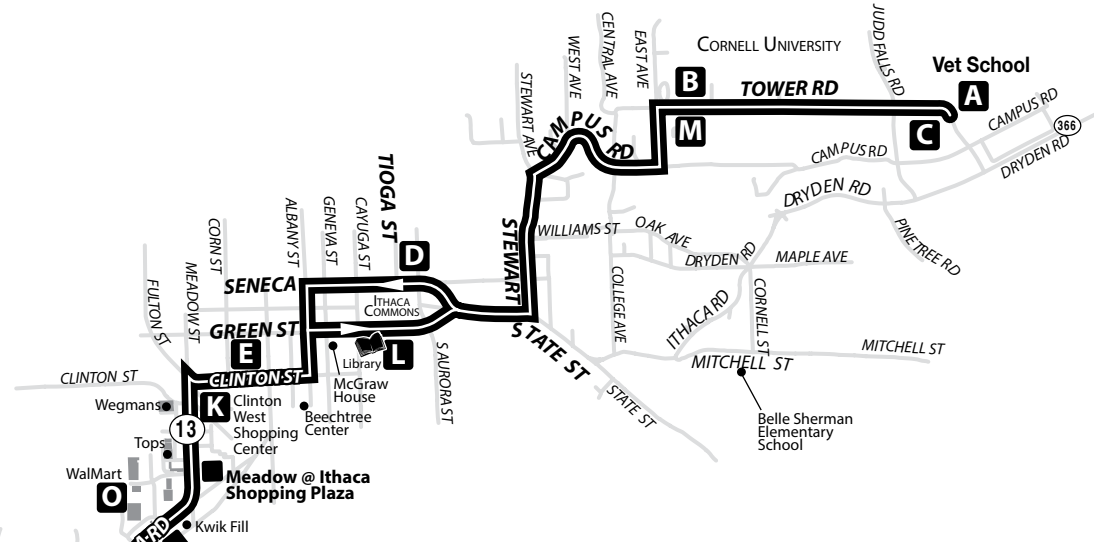 JUDD FALLS RD
CENTRAL AVE
EAST AVE
WEST AVE
CORNELL UNIVERSITY
Vet School
STEWART AVE
B
TOWER RD
A
CAMPUS RD
366
CAMPUS RD
M
C
DRYDEN RD
CAMPUS RD
TIOGA ST
DRYDEN RD
ALBANY ST
GENEVA ST
CAYUGA ST
CORN ST
STEWART
WILLIAMS ST
OAK AVE
PINE TREE RD
D
DRYDEN RD
MAPLE AVE
MEADOW ST
FULTON ST
SENECA
COLLEGE AVE
CORNELL ST
ITHACA
COMMONS
ITHACA RD
GREEN ST
STATE ST
E
Library
L
S AURORA ST
MITCHELL ST
MITCHELL ST
CLINTON ST
CLINTON ST
McGraw
House
STATE ST
Wegmans
K
Clinton
West
Shopping
Center
Beechtree
Center
Belle Sherman
Elementary
School
13
Tops
WalMart
Meadow @ Ithaca
Shopping Plaza
O
Kwik Fill